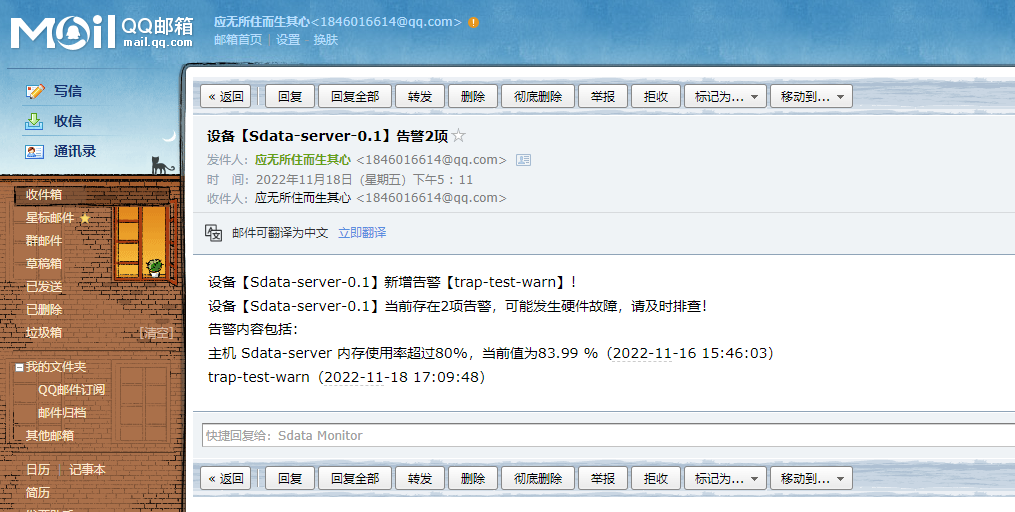 MOil QQ邮箱
mail.qq.com
应无所住而生其心<1846016614@qq.com>
邮箱首页 | 设置 - 换肤
写信
收信
通讯录
收件箱
星标邮件
群邮件
草稿箱
已发送
已删除
垃圾箱 [清空]
我的文件夹
QQ邮件订阅
邮件归档
其他邮箱
日历 | 记事本
简历
« 返回 回复 回复全部 转发 删除 彻底删除 举报 拒收 标记为... 移动到...
设备【Sdata-server-0.1】告警2项
发件人：应无所住而生其心 <1846016614@qq.com>
时 间：2022年11月18日（星期五）下午5：11
收件人：应无所住而生其心 <1846016614@qq.com>
邮件可翻译为中文 立即翻译
设备【Sdata-server-0.1】新增告警【trap-test-warn】!
设备【Sdata-server-0.1】当前存在2项告警，可能发生硬件故障，请及时排查!
告警内容包括：
主机 Sdata-server 内存使用率超过80%，当前值为83.99 %（2022-11-16 15:46:03）
trap-test-warn（2022-11-18 17:09:48）
快捷回复给：Sdata Monitor
« 返回 回复 回复全部 转发 删除 彻底删除 举报 拒收 标记为... 移动到...